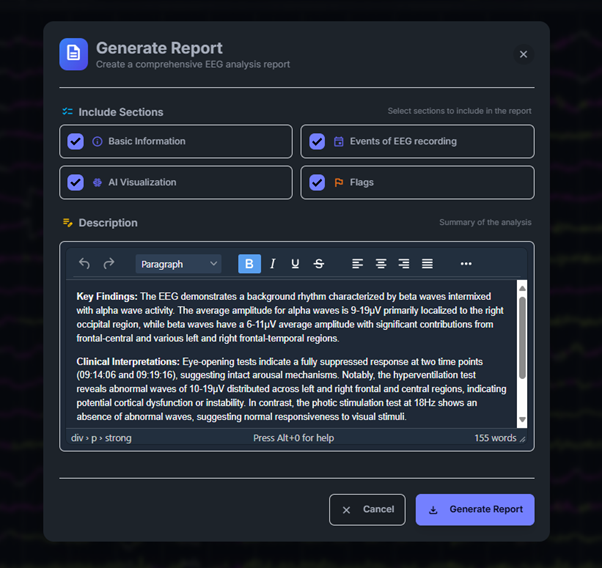 Generate Report
Create a comprehensive EEG analysis report
Include Sections
Select sections to include in the report
Basic Information
Events of EEG recording
AI Visualization
Flags
Description
Summary of the analysis
Paragraph
B I U S
Key Findings: The EEG demonstrates a background rhythm characterized by beta waves intermixed
with alpha wave activity. The average amplitude for alpha waves is 9-19μV primarily localized to the right
occipital region, while beta waves have a 6-11μV average amplitude with significant contributions from
frontal-central and various left and right frontal-temporal regions.
Clinical Interpretations: Eye-opening tests indicate a fully suppressed response at two time points
(09:14:06 and 09:19:16), suggesting intact arousal mechanisms. Notably, the hyperventilation test
reveals abnormal waves of 10-19μV distributed across left and right frontal and central regions, indicating
potential cortical dysfunction or instability. In contrast, the photic stimulation test at 18Hz shows an
absence of abnormal waves, suggesting normal responsiveness to visual stimuli.
div › p › strong
Press Alt+0 for help
155 words
Cancel
Generate Report